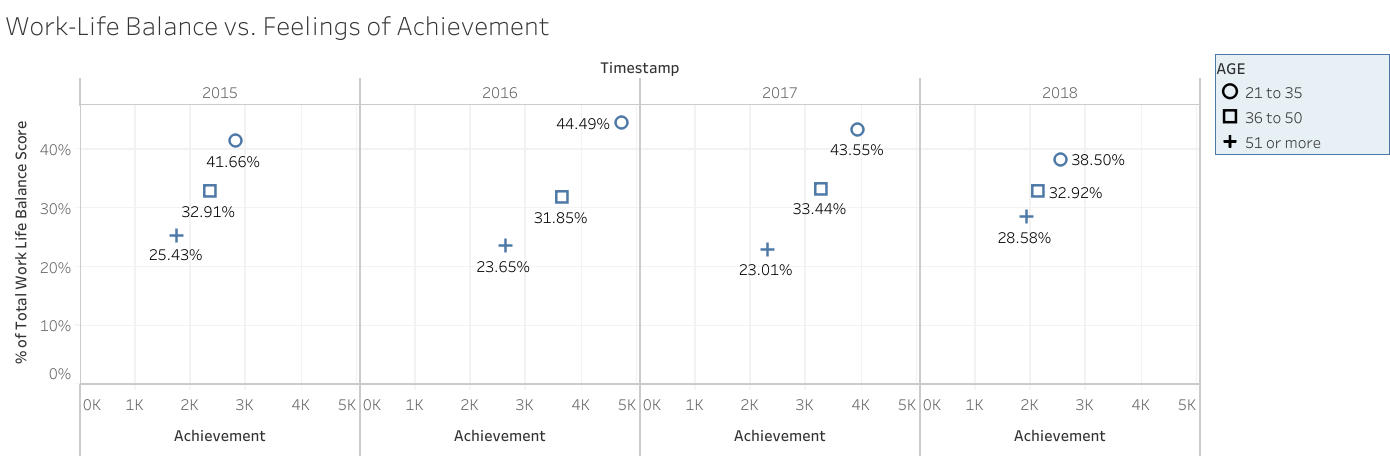 Work-Life Balance vs. Feelings of Achievement
Timestamp
2015 2016 2017 2018
% of Total Work Life Balance Score
40%
30%
20%
10%
0%
41.66%
32.91%
25.43%
44.49%
31.85%
23.65%
43.55%
33.44%
23.01%
38.50%
32.92%
28.58%
0K 1K 2K 3K 4K 5K 0K 1K 2K 3K 4K 5K 0K 1K 2K 3K 4K 5K 0K 1K 2K 3K 4K 5K
Achievement Achievement Achievement Achievement
AGE
21 to 35
36 to 50
51 or more